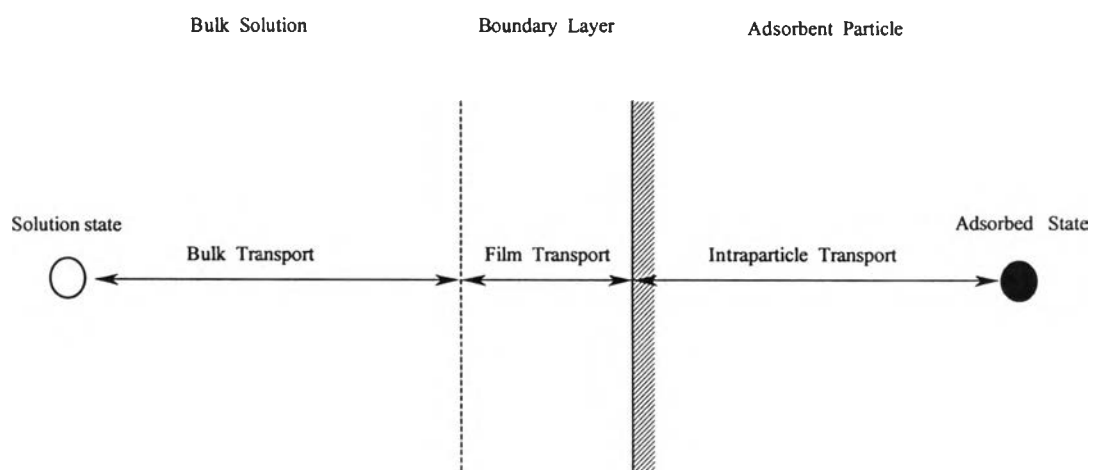 Bulk Solution
Boundary Layer
Adsorbent Particle
Solution state
Adsorbed State
Bulk Transport
Film Transport
Intraparticle Transport